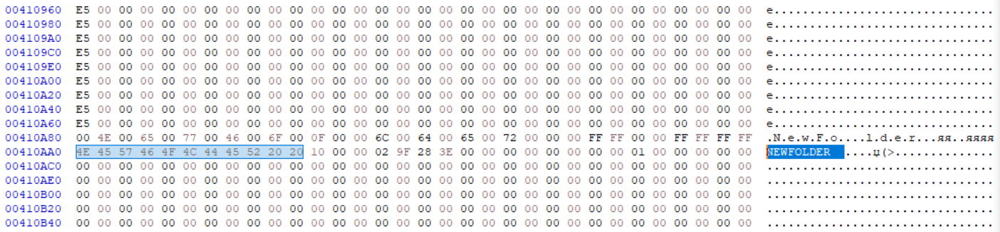 00410960 E5 00 00 00 00 00 00 00 00 00 00 00 00 00 00 00 00 00 00 00 00 00 00 00 00 00 00 00 00 00 00 00 е...............................
00410980 E5 00 00 00 00 00 00 00 00 00 00 00 00 00 00 00 00 00 00 00 00 00 00 00 00 00 00 00 00 00 00 00 е...............................
004109A0 E5 00 00 00 00 00 00 00 00 00 00 00 00 00 00 00 00 00 00 00 00 00 00 00 00 00 00 00 00 00 00 00 е...............................
004109C0 E5 00 00 00 00 00 00 00 00 00 00 00 00 00 00 00 00 00 00 00 00 00 00 00 00 00 00 00 00 00 00 00 е...............................
004109E0 E5 00 00 00 00 00 00 00 00 00 00 00 00 00 00 00 00 00 00 00 00 00 00 00 00 00 00 00 00 00 00 00 е...............................
00410A00 E5 00 00 00 00 00 00 00 00 00 00 00 00 00 00 00 00 00 00 00 00 00 00 00 00 00 00 00 00 00 00 00 е...............................
00410A20 E5 00 00 00 00 00 00 00 00 00 00 00 00 00 00 00 00 00 00 00 00 00 00 00 00 00 00 00 00 00 00 00 е...............................
00410A40 E5 00 00 00 00 00 00 00 00 00 00 00 00 00 00 00 00 00 00 00 00 00 00 00 00 00 00 00 00 00 00 00 е...............................
00410A60 E5 00 00 00 00 00 00 00 00 00 00 00 00 00 00 00 00 00 00 00 00 00 00 00 00 00 00 00 00 00 00 00 е...............................
00410A80 00 4E 00 65 00 77 00 46 00 6F 00 0F 00 00 6C 00 64 00 65 00 72 00 00 00 FF FF 00 00 FF FF FF FF .N.e.w.F.o....l.d.e.r...яя..яяяя
00410AA0 4E 45 57 46 4F 4C 44 45 52 20 20 10 00 00 02 9F 28 3E 00 00 00 00 00 00 00 00 01 00 00 00 00 00 NEWFOLDER  ....џ(>..............
00410AC0 00 00 00 00 00 00 00 00 00 00 00 00 00 00 00 00 00 00 00 00 00 00 00 00 00 00 00 00 00 00 00 00 ................................
00410AE0 00 00 00 00 00 00 00 00 00 00 00 00 00 00 00 00 00 00 00 00 00 00 00 00 00 00 00 00 00 00 00 00 ................................
00410B00 00 00 00 00 00 00 00 00 00 00 00 00 00 00 00 00 00 00 00 00 00 00 00 00 00 00 00 00 00 00 00 00 ................................
00410B20 00 00 00 00 00 00 00 00 00 00 00 00 00 00 00 00 00 00 00 00 00 00 00 00 00 00 00 00 00 00 00 00 ................................
00410B40 00 00 00 00 00 00 00 00 00 00 00 00 00 00 00 00 00 00 00 00 00 00 00 00 00 00 00 00 00 00 00 00 ................................